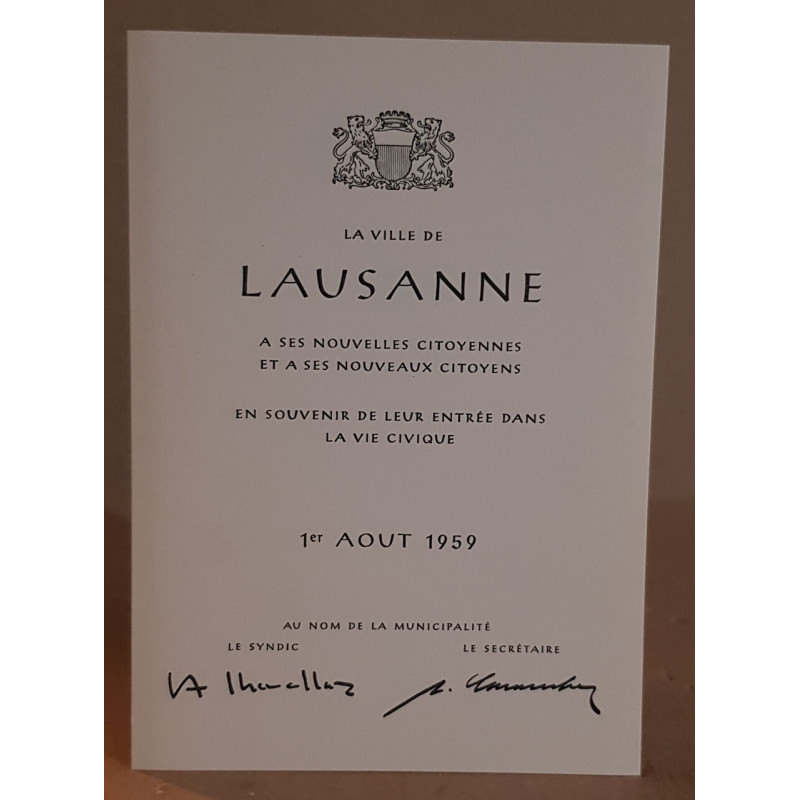 LA VILLE DE
LAUSANNE
A SES NOUVELLES CITOYENNES
ET A SES NOUVEAUX CITOYENS
EN SOUVENIR DE LEUR ENTRÉE DANS
LA VIE CIVIQUE
1er AOUT 1959
AU NOM DE LA MUNICIPALITÉ
LE SYNDIC LE SECRÉTAIRE